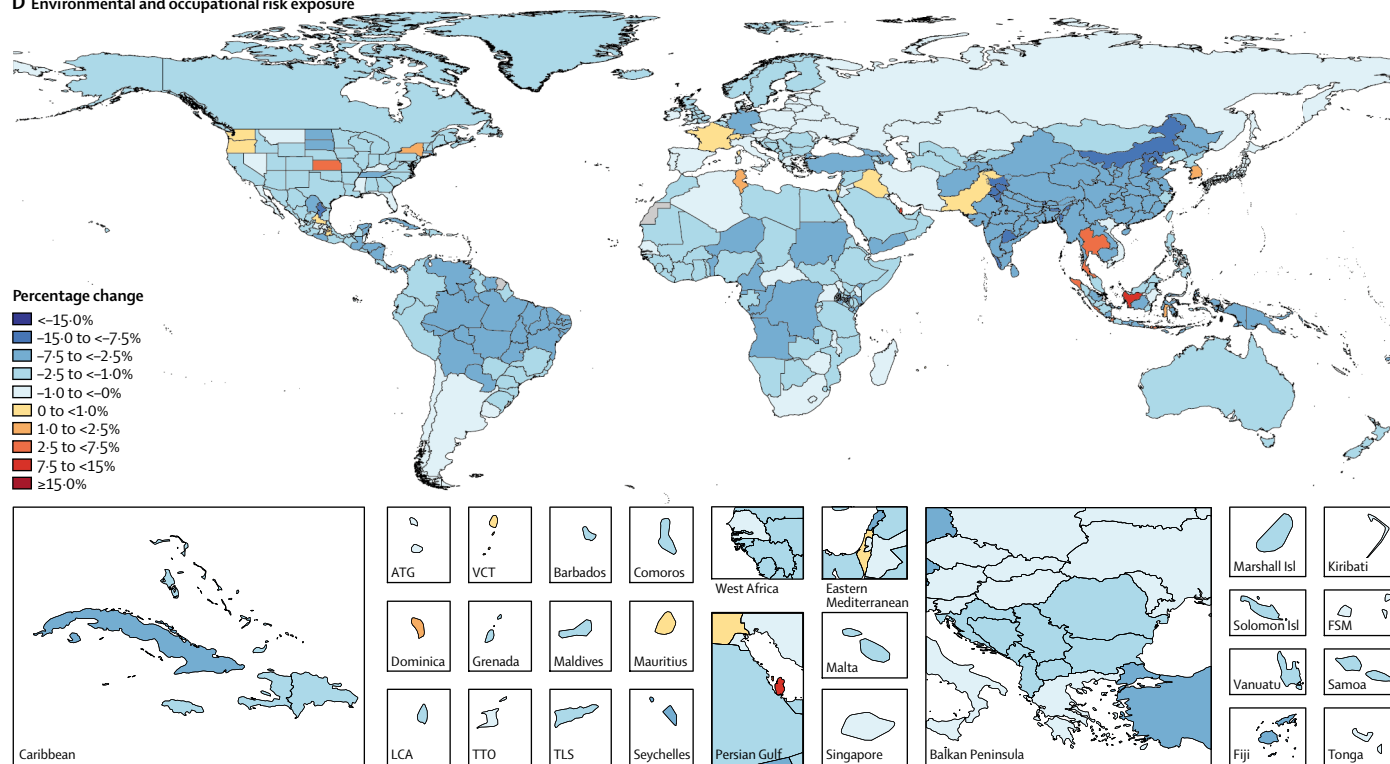 D Environmental and occupational risk exposure
Percentage change
<–15·0%
–15·0 to <–7·5%
–7·5 to <–2·5%
–2·5 to <–1·0%
–1·0 to <–0%
0 to <1·0%
1·0 to <2·5%
2·5 to <7·5%
7·5 to <15%
≥15·0%
Caribbean
ATG
VCT
Barbados
Comoros
Dominica
Grenada
Maldives
Mauritius
LCA
TTO
TLS
Seychelles
West Africa
Eastern
Mediterranean
Persian Gulf
Malta
Singapore
Balkan Peninsula
Marshall Isl
Kiribati
Solomon Isl
FSM
Vanuatu
Samoa
Fiji
Tonga